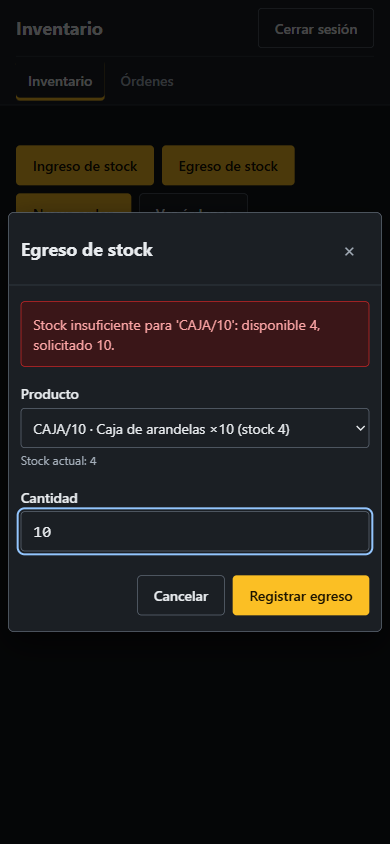 Inventario
Cerrar sesión
Inventario
Órdenes
Ingreso de stock
Egreso de stock
Egreso de stock
×
Stock insuficiente para 'CAJA/10': disponible 4,
solicitado 10.
Producto
CAJA/10 · Caja de arandelas ×10 (stock 4)
Stock actual: 4
Cantidad
10
Cancelar
Registrar egreso